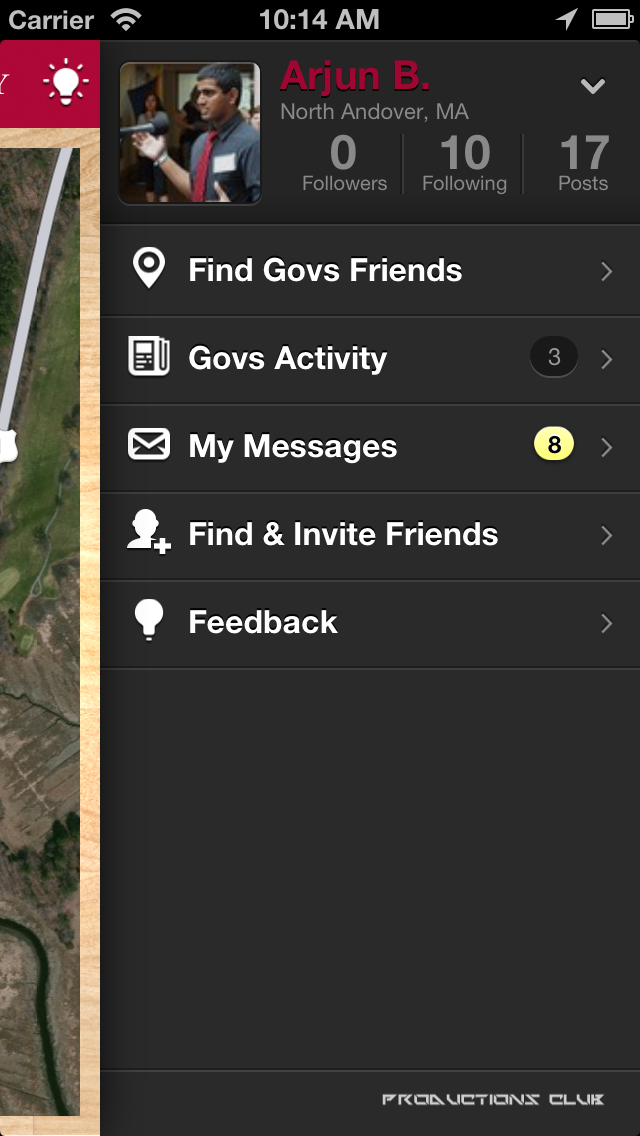 Carrier 10:14 AM
Y
Arjun B.
North Andover, MA
0 10 17
Followers Following Posts
Find Govs Friends
Govs Activity 3
My Messages 8
Find & Invite Friends
Feedback
PRODUCTIONS CLUB